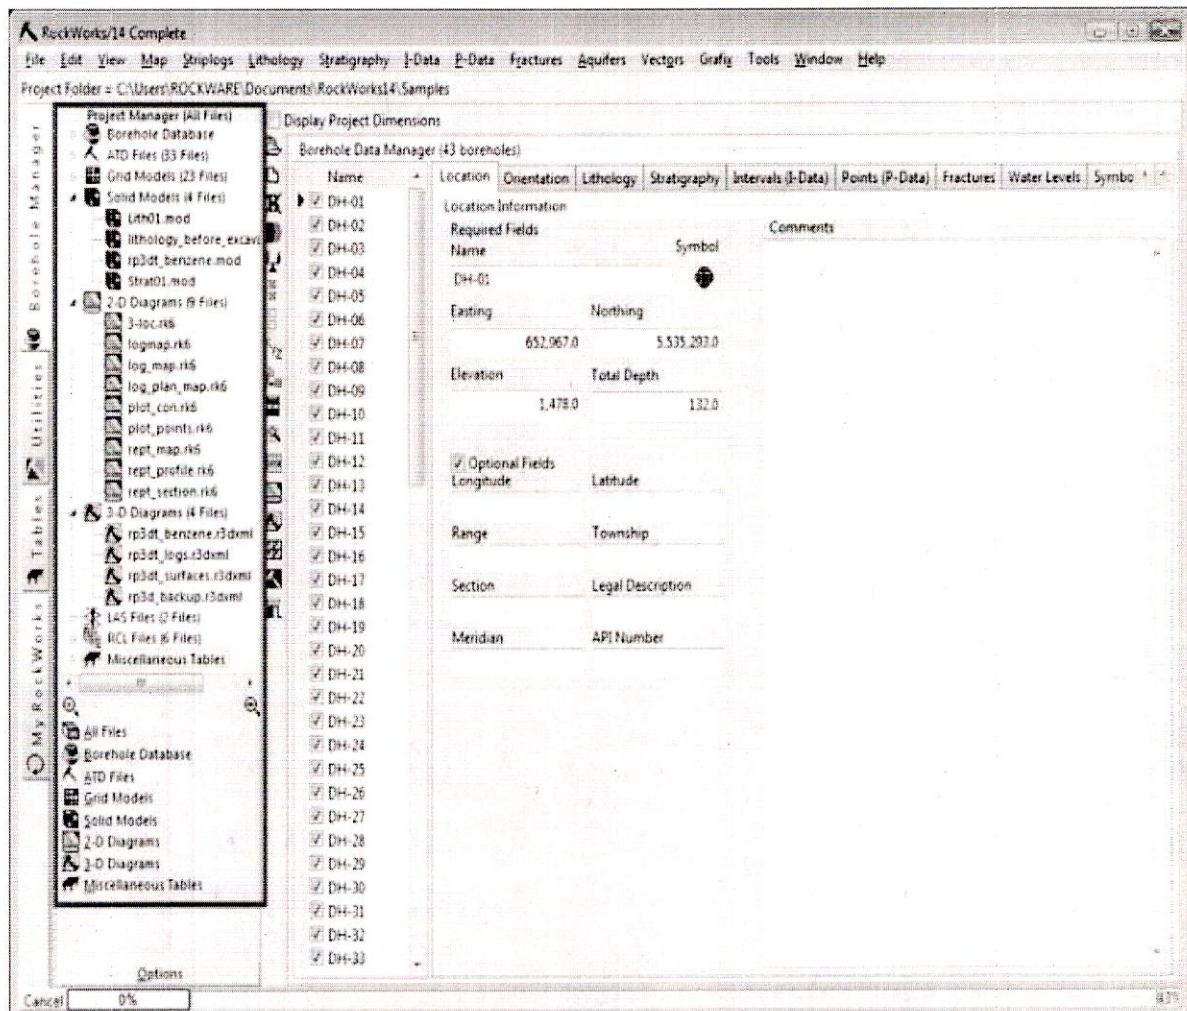 RockWorks/14 Complete
File Edit View Map Striplogs Lithology Stratigraphy I-Data P-Data Fractures Aquifers Vectors Grafix Tools Window Help
Project Folder = C:\Users\ROCKWARE\Documents\RockWorks14\Samples
Borehole Manager
Utilities
Tables
My RockWorks
Project Manager (All Files)
Borehole Database
ATD Files (33 Files)
Grid Models (23 Files)
Solid Models (4 Files)
Lith01.mod
lithology_before_excava
rp3dt_benzene.mod
Strat01.mod
2-D Diagrams (9 Files)
3-loc.rk6
logmap.rk6
log_map.rk6
log_plan_map.rk6
plot_con.rk6
plot_points.rk6
rept_map.rk6
rept_profile.rk6
rept_section.rk6
3-D Diagrams (4 Files)
rp3dt_benzene.r3dxml
rp3dt_logs.r3dxml
rp3dt_surfaces.r3dxml
rp3d_backup.r3dxml
LAS Files (2 Files)
RCL Files (6 Files)
Miscellaneous Tables
All Files
Borehole Database
ATD Files
Grid Models
Solid Models
2-D Diagrams
3-D Diagrams
Miscellaneous Tables
Options
Cancel 0%
Display Project Dimensions
Borehole Data Manager (43 boreholes)
Name
DH-01
DH-02
DH-03
DH-04
DH-05
DH-06
DH-07
DH-08
DH-09
DH-10
DH-11
DH-12
DH-13
DH-14
DH-15
DH-16
DH-17
DH-18
DH-19
DH-20
DH-21
DH-22
DH-23
DH-24
DH-25
DH-26
DH-27
DH-28
DH-29
DH-30
DH-31
DH-32
DH-33
Location Orientation Lithology Stratigraphy Intervals (I-Data) Points (P-Data) Fractures Water Levels Symbo
Location Information
Required Fields
Name Symbol
DH-01
Easting Northing
652,967.0 5,535,293.0
Elevation Total Depth
1,478.0 132.0
Optional Fields
Longitude Latitude
Range Township
Section Legal Description
Meridian API Number
Comments